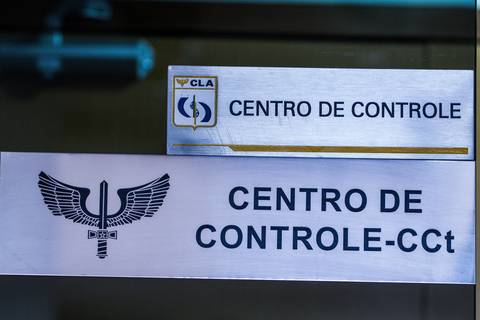 CLA
CENTRO DE CONTROLE
CENTRO DE
CONTROLE-CCt